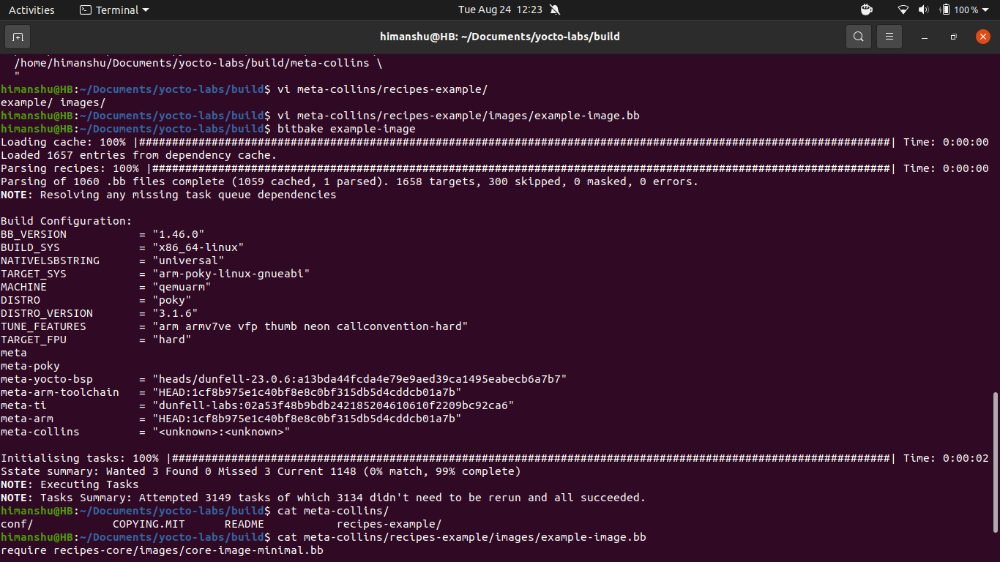 Activities Terminal Tue Aug 24 12:23 100 %
himanshu@HB: ~/Documents/yocto-labs/build
/home/himanshu/Documents/yocto-labs/build/meta-collins \
"
himanshu@HB:~/Documents/yocto-labs/build$ vi meta-collins/recipes-example/
example/ images/
himanshu@HB:~/Documents/yocto-labs/build$ vi meta-collins/recipes-example/images/example-image.bb
himanshu@HB:~/Documents/yocto-labs/build$ bitbake example-image
Loading cache: 100% |##################################################################################################################| Time: 0:00:00
Loaded 1657 entries from dependency cache.
Parsing recipes: 100% |################################################################################################################| Time: 0:00:00
Parsing of 1060 .bb files complete (1059 cached, 1 parsed). 1658 targets, 300 skipped, 0 masked, 0 errors.
NOTE: Resolving any missing task queue dependencies
Build Configuration:
BB_VERSION = "1.46.0"
BUILD_SYS = "x86_64-linux"
NATIVELSBSTRING = "universal"
TARGET_SYS = "arm-poky-linux-gnueabi"
MACHINE = "qemuarm"
DISTRO = "poky"
DISTRO_VERSION = "3.1.6"
TUNE_FEATURES = "arm armv7ve vfp thumb neon callconvention-hard"
TARGET_FPU = "hard"
meta
meta-poky
meta-yocto-bsp = "heads/dunfell-23.0.6:a13bda44fcda4e79e9aed39ca1495eabecb6a7b7"
meta-arm-toolchain = "HEAD:1cf8b975e1c40bf8e8c0bf315db5d4cddcb01a7b"
meta-ti = "dunfell-labs:02a53f48b9bdb242185204610610f2209bc92ca6"
meta-arm = "HEAD:1cf8b975e1c40bf8e8c0bf315db5d4cddcb01a7b"
meta-collins = "<unknown>:<unknown>"
Initialising tasks: 100% |#############################################################################################################| Time: 0:00:02
Sstate summary: Wanted 3 Found 0 Missed 3 Current 1148 (0% match, 99% complete)
NOTE: Executing Tasks
NOTE: Tasks Summary: Attempted 3149 tasks of which 3134 didn't need to be rerun and all succeeded.
himanshu@HB:~/Documents/yocto-labs/build$ cat meta-collins/
conf/ COPYING.MIT README recipes-example/
himanshu@HB:~/Documents/yocto-labs/build$ cat meta-collins/recipes-example/images/example-image.bb
require recipes-core/images/core-image-minimal.bb